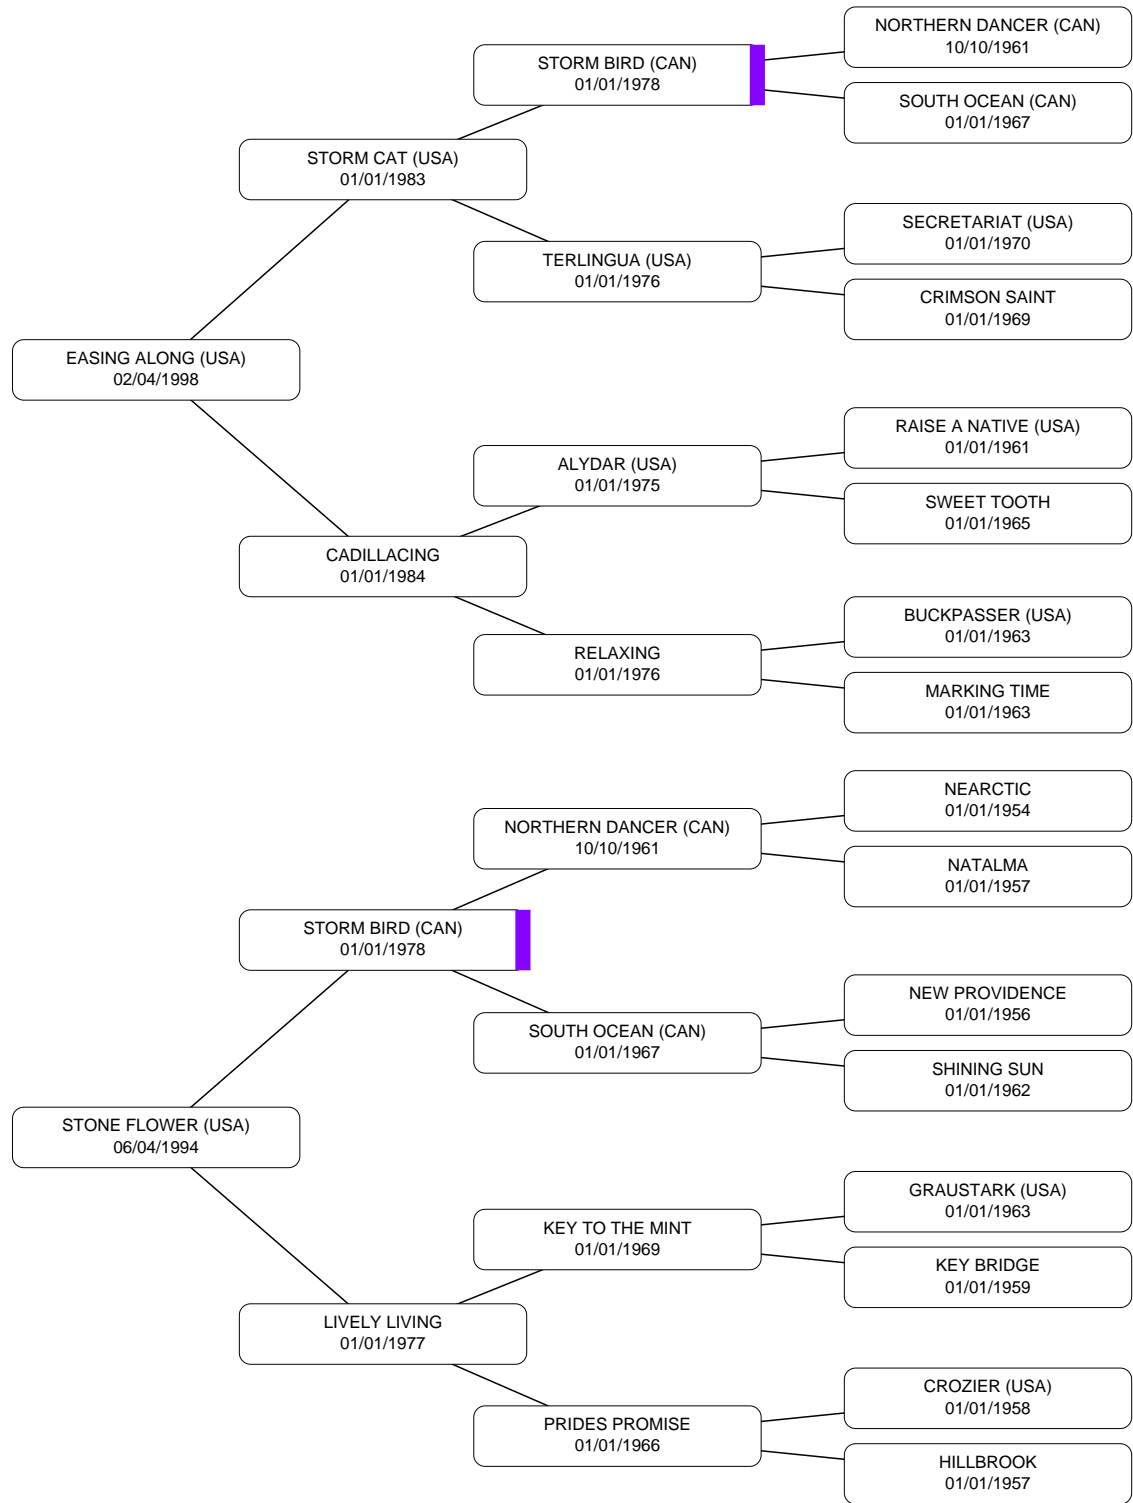 NORTHERN DANCER (CAN)
10/10/1961
STORM BIRD (CAN)
01/01/1978
SOUTH OCEAN (CAN)
01/01/1967
STORM CAT (USA)
01/01/1983
SECRETARIAT (USA)
01/01/1970
TERLINGUA (USA)
01/01/1976
CRIMSON SAINT
01/01/1969
EASING ALONG (USA)
02/04/1998
RAISE A NATIVE (USA)
01/01/1961
ALYDAR (USA)
01/01/1975
SWEET TOOTH
01/01/1965
CADILLACING
01/01/1984
BUCKPASSER (USA)
01/01/1963
RELAXING
01/01/1976
MARKING TIME
01/01/1963
NEARCTIC
01/01/1954
NORTHERN DANCER (CAN)
10/10/1961
NATALMA
01/01/1957
STORM BIRD (CAN)
01/01/1978
NEW PROVIDENCE
01/01/1956
SOUTH OCEAN (CAN)
01/01/1967
SHINING SUN
01/01/1962
STONE FLOWER (USA)
06/04/1994
GRAUSTARK (USA)
01/01/1963
KEY TO THE MINT
01/01/1969
KEY BRIDGE
01/01/1959
LIVELY LIVING
01/01/1977
CROZIER (USA)
01/01/1958
PRIDES PROMISE
01/01/1966
HILLBROOK
01/01/1957